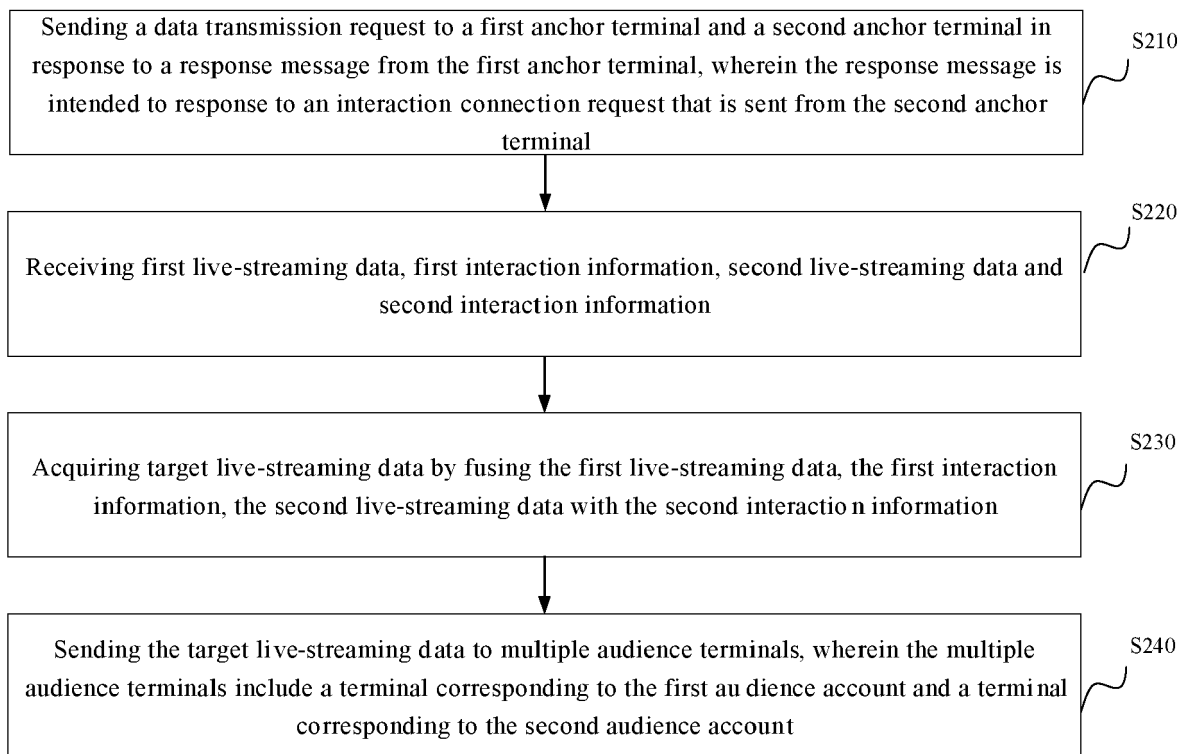 Sending a data transmission request to a first anchor terminal and a second anchor terminal in
response to a response message from the first anchor terminal, wherein the response message is
intended to response to an interaction connection request that is sent from the second anchor
terminal
S210
Receiving first live-streaming data, first interaction information, second live-streaming data and
second interaction information
S220
Acquiring target live-streaming data by fusing the first live-streaming data, the first interaction
information, the second live-streaming data with the second interaction information
S230
Sending the target live-streaming data to multiple audience terminals, wherein the multiple
audience terminals include a terminal corresponding to the first audience account and a terminal
corresponding to the second audience account
S240